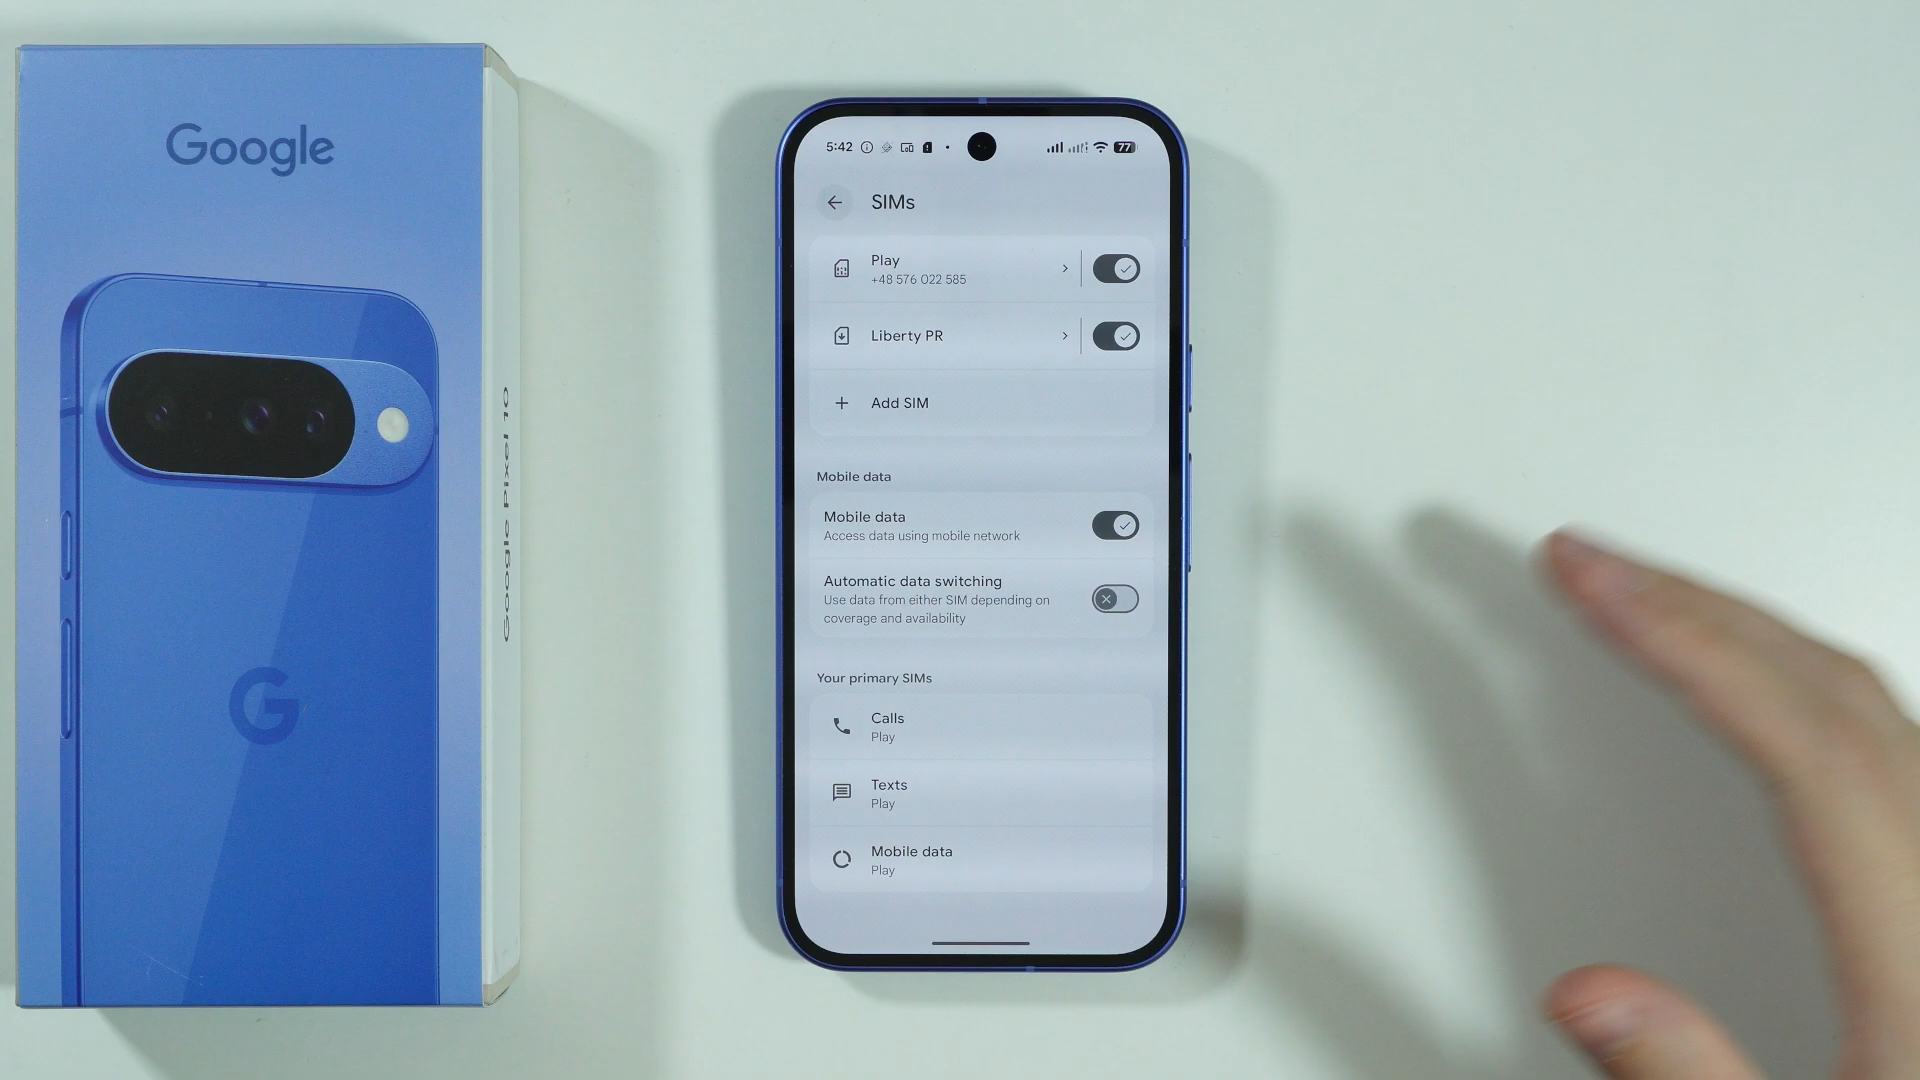 Google
Google Pixel 10
5:42
77
SIMs
Play
+48 576 022 585
Liberty PR
Add SIM
Mobile data
Mobile data
Access data using mobile network
Automatic data switching
Use data from either SIM depending on
coverage and availability
Your primary SIMs
Calls
Play
Texts
Play
Mobile data
Play